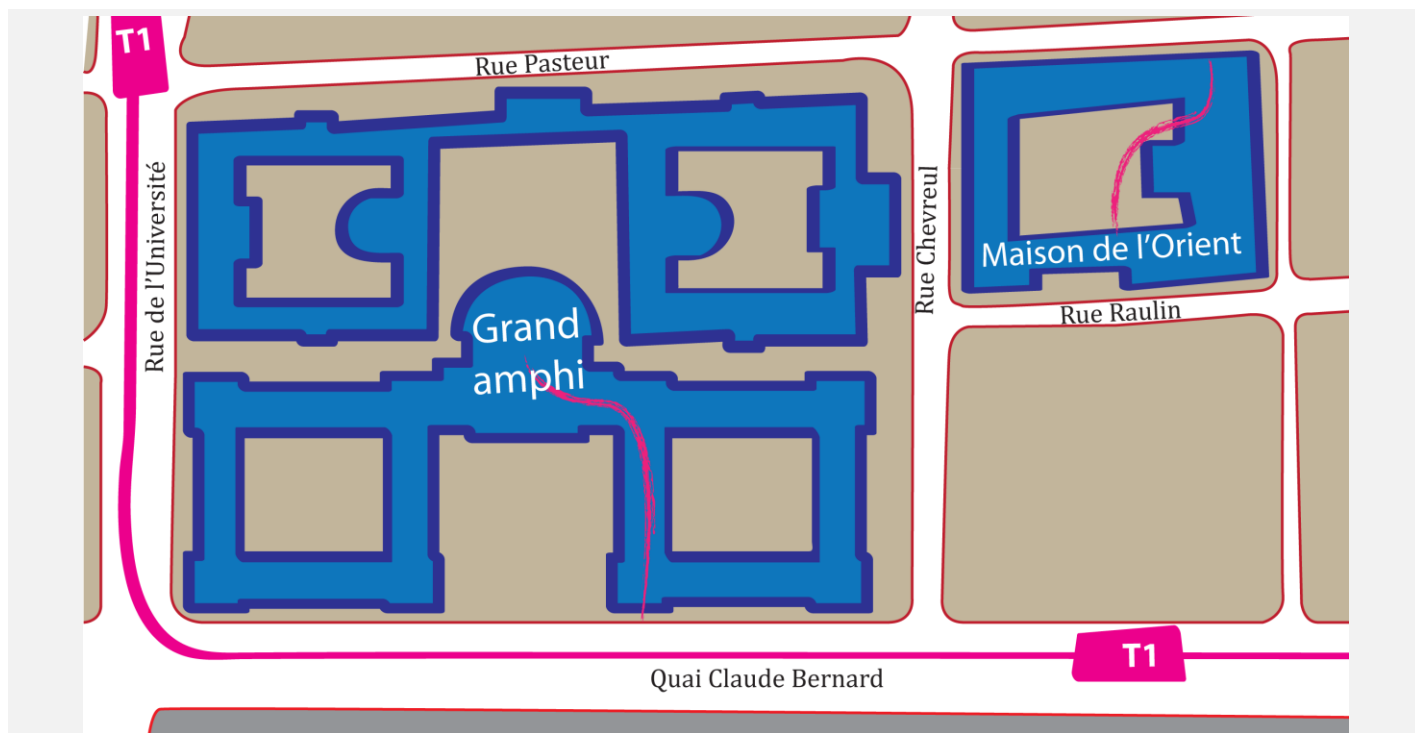 T1
Rue Pasteur
Rue de l'Université
Rue Chevreul
Maison de l'Orient
Rue Raulin
Grand
amphi
T1
Quai Claude Bernard